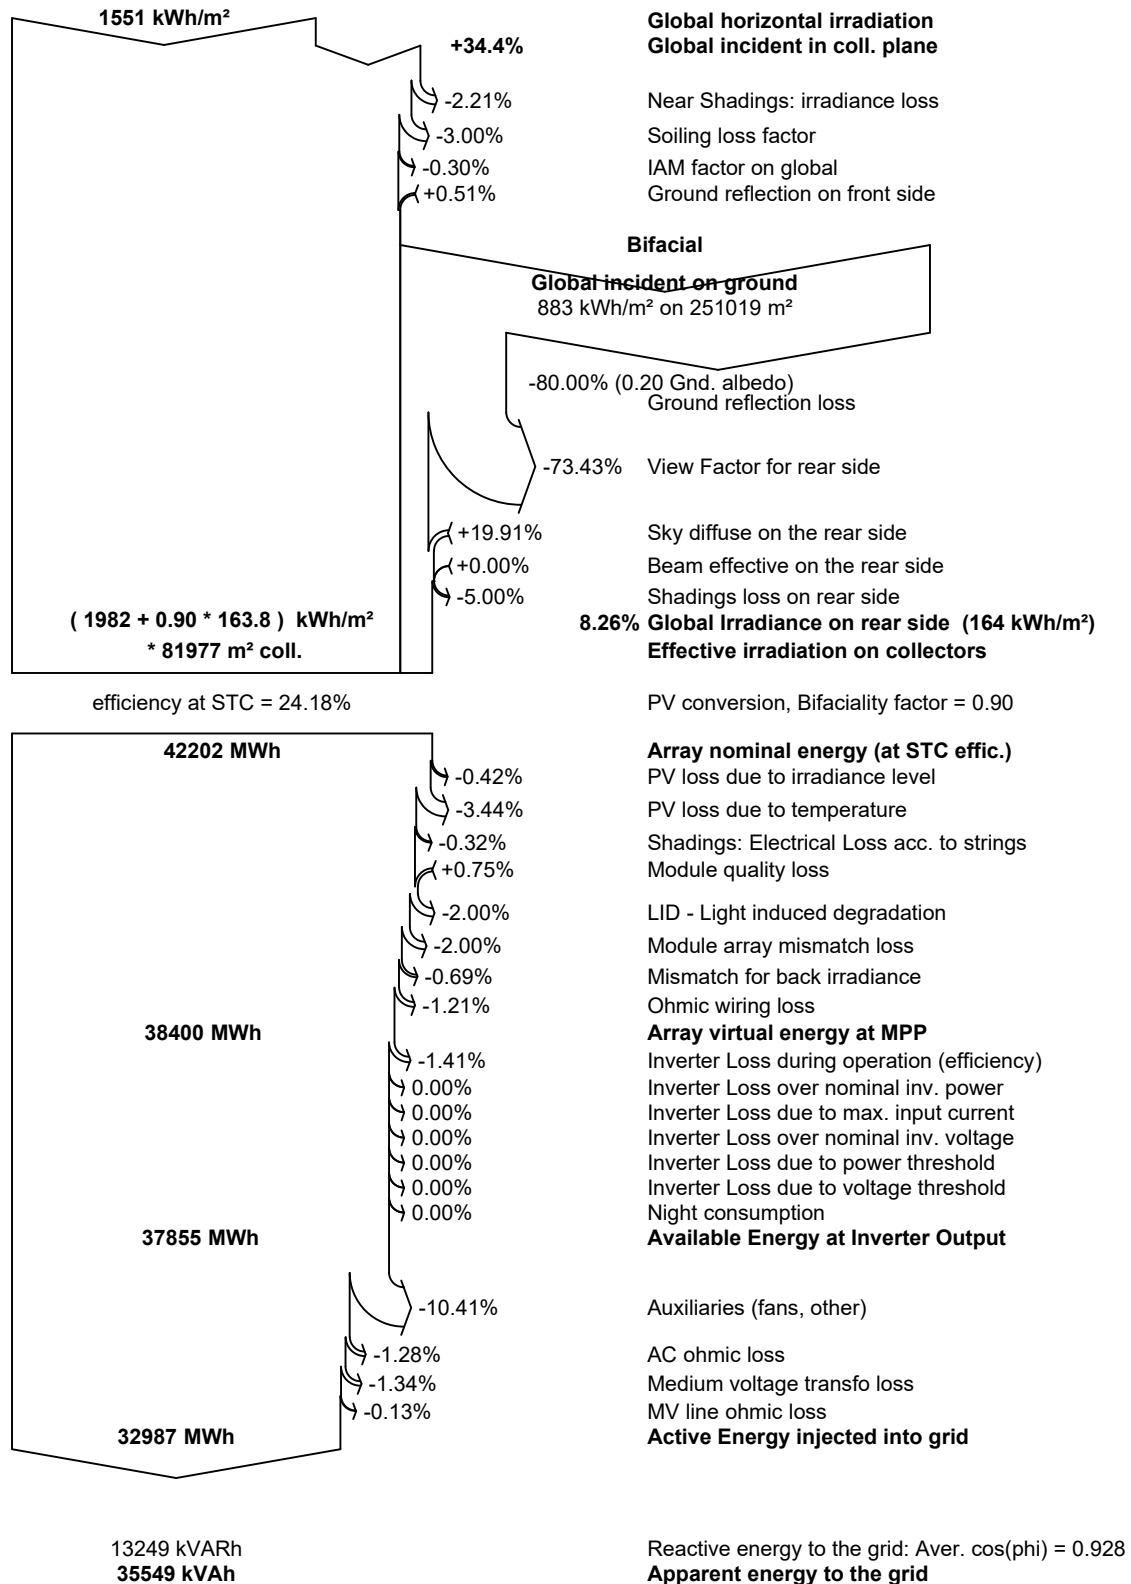 1551 kWh/m² Global horizontal irradiation
+34.4% Global incident in coll. plane
-2.21% Near Shadings: irradiance loss
-3.00% Soiling loss factor
-0.30% IAM factor on global
+0.51% Ground reflection on front side
Bifacial
Global incident on ground
883 kWh/m² on 251019 m²
-80.00% (0.20 Gnd. albedo)
Ground reflection loss
-73.43% View Factor for rear side
+19.91% Sky diffuse on the rear side
+0.00% Beam effective on the rear side
-5.00% Shadings loss on rear side
( 1982 + 0.90 * 163.8 ) kWh/m² 8.26% Global Irradiance on rear side (164 kWh/m²)
* 81977 m² coll. Effective irradiation on collectors
efficiency at STC = 24.18% PV conversion, Bifaciality factor = 0.90
42202 MWh Array nominal energy (at STC effic.)
-0.42% PV loss due to irradiance level
-3.44% PV loss due to temperature
-0.32% Shadings: Electrical Loss acc. to strings
+0.75% Module quality loss
-2.00% LID - Light induced degradation
-2.00% Module array mismatch loss
-0.69% Mismatch for back irradiance
-1.21% Ohmic wiring loss
38400 MWh Array virtual energy at MPP
-1.41% Inverter Loss during operation (efficiency)
0.00% Inverter Loss over nominal inv. power
0.00% Inverter Loss due to max. input current
0.00% Inverter Loss over nominal inv. voltage
0.00% Inverter Loss due to power threshold
0.00% Inverter Loss due to voltage threshold
0.00% Night consumption
37855 MWh Available Energy at Inverter Output
-10.41% Auxiliaries (fans, other)
-1.28% AC ohmic loss
-1.34% Medium voltage transfo loss
-0.13% MV line ohmic loss
32987 MWh Active Energy injected into grid
13249 kVARh Reactive energy to the grid: Aver. cos(phi) = 0.928
35549 kVAh Apparent energy to the grid